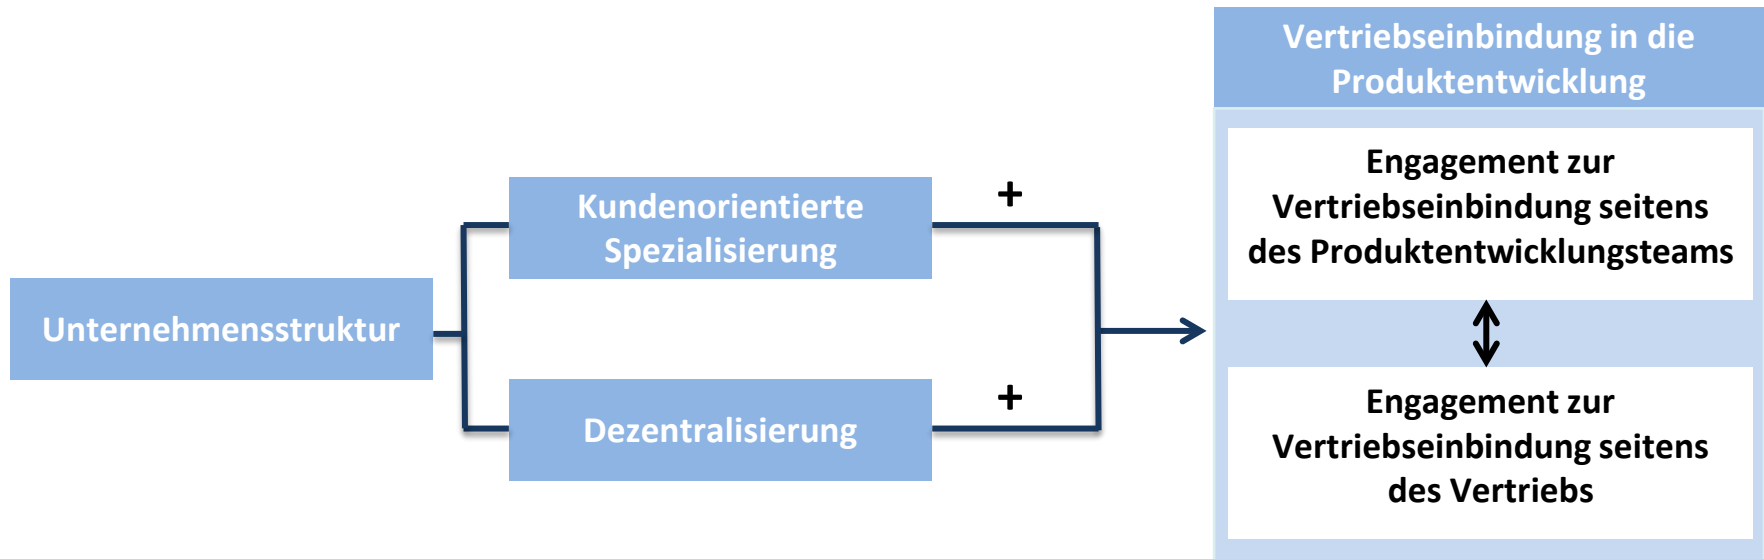 Vertriebseinbindung in die
Produktentwicklung
Engagement zur
Vertriebseinbindung seitens
des Produktentwicklungsteams
Kundenorientierte
Spezialisierung
+
Unternehmensstruktur
Dezentralisierung
+
Engagement zur
Vertriebseinbindung seitens
des Vertriebs